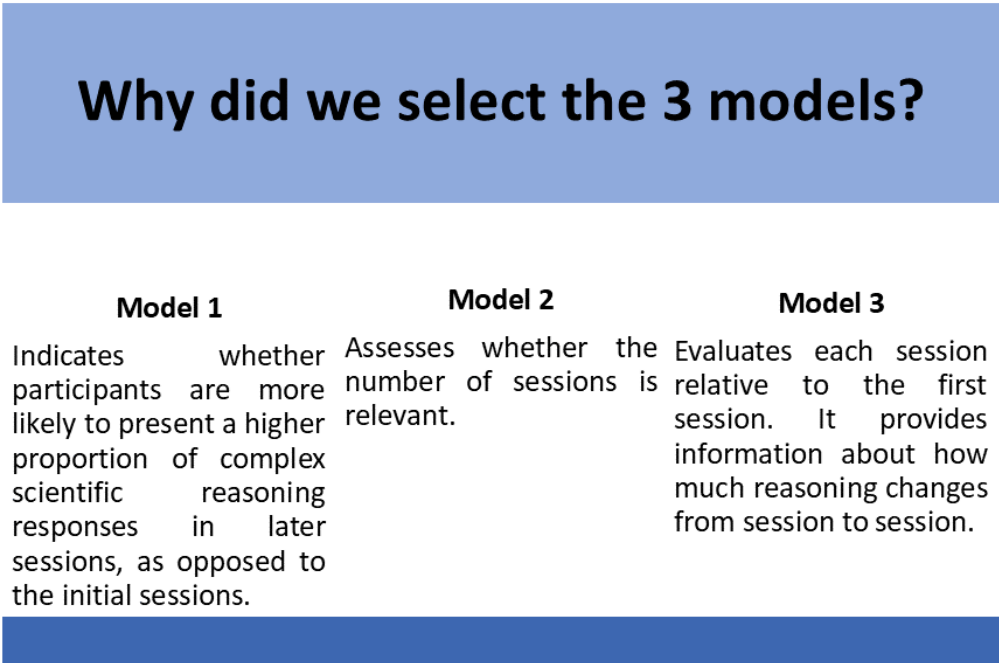 Why did we select the 3 models?
Model 1
Indicates whether
participants are more
likely to present a higher
proportion of complex
scientific reasoning
responses in later
sessions, as opposed to
the initial sessions.
Model 2
Assesses whether the
number of sessions is
relevant.
Model 3
Evaluates each session
relative to the first
session. It provides
information about how
much reasoning changes
from session to session.